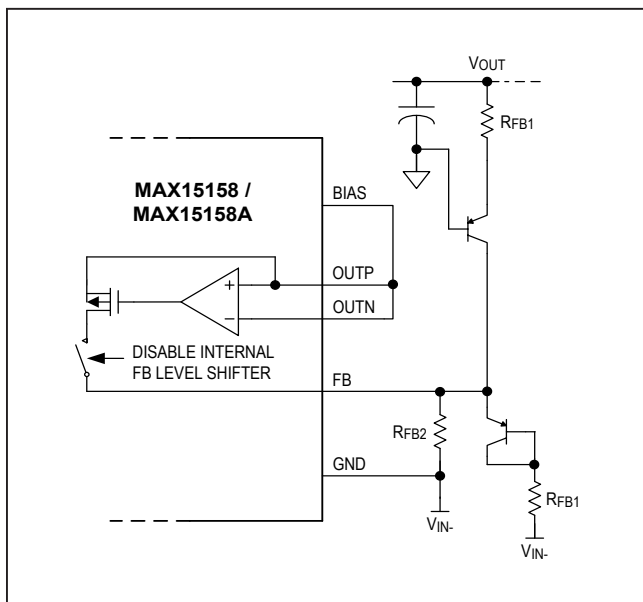 VOUT
RFB1
MAX15158 /
MAX15158A
BIAS
OUTP
+
OUTN
−
DISABLE INTERNAL
FB LEVEL SHIFTER
FB
RFB2
GND
RFB1
VIN-
VIN-